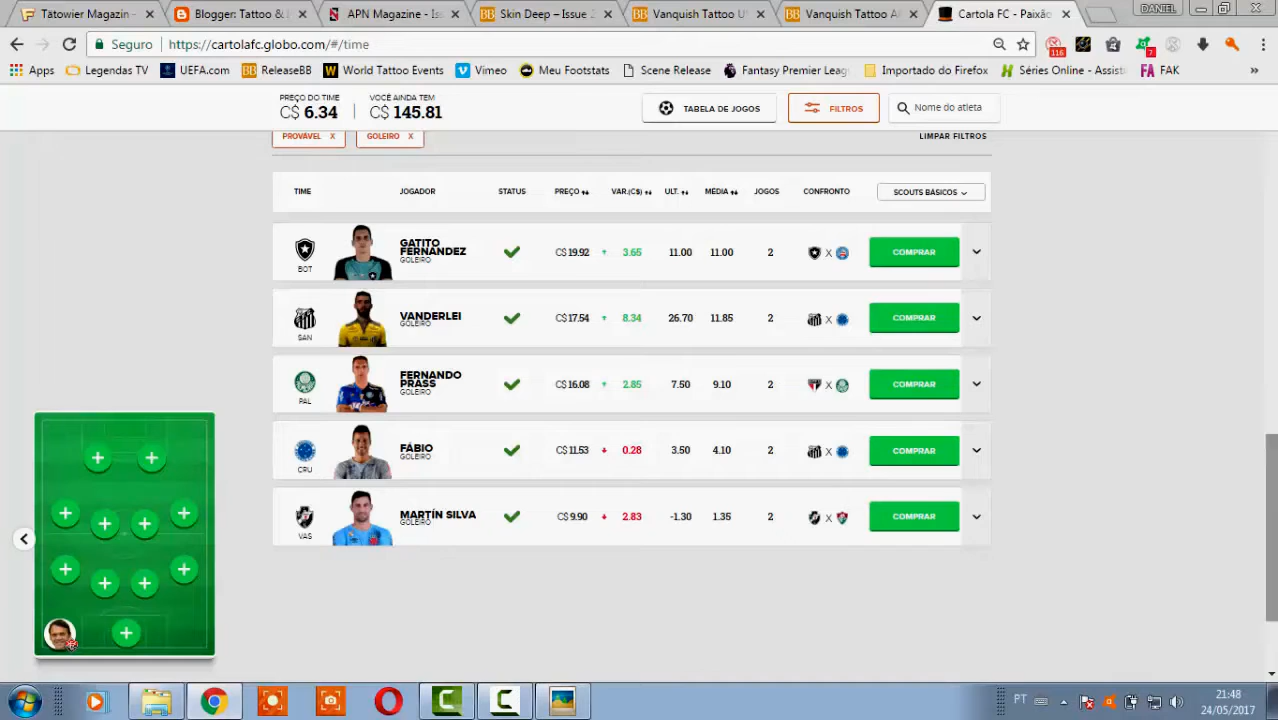 Tätowier Magazin -
Blogger: Tattoo &
APN Magazine - Iss
Skin Deep – Issue
Vanquish Tattoo
Vanquish Tattoo
Cartola FC - Paixão
DANIEL
Seguro
https://cartolafc.globo.com/#/time
116
7
Apps
Legendas TV
UEFA.com
ReleaseBB
World Tattoo Events
Vimeo
Meu Footstats
Scene Release
Fantasy Premier Leag
Importado do Firefox
Séries Online - Assist
FAK
PREÇO DO TIME
C$ 6.34
VOCÊ AINDA TEM
C$ 145.81
TABELA DE JOGOS
FILTROS
Nome do atleta
PROVÁVEL X
GOLEIRO X
LIMPAR FILTROS
TIME JOGADOR STATUS PREÇO VAR.(C$) ULT. MÉDIA JOGOS CONFRONTO SCOUTS BÁSICOS
BOT GATITO FERNÁNDEZ GOLEIRO C$ 19.92 3.65 11.00 11.00 2 X COMPRAR
SAN VANDERLEI GOLEIRO C$ 17.54 8.34 26.70 11.85 2 X COMPRAR
PAL FERNANDO PRASS GOLEIRO C$ 16.08 2.85 7.50 9.10 2 X COMPRAR
CRU FÁBIO GOLEIRO C$ 11.53 0.28 3.50 4.10 2 X COMPRAR
VAS MARTÍN SILVA GOLEIRO C$ 9.90 2.83 -1.30 1.35 2 X COMPRAR
PT
21:48
24/05/2017